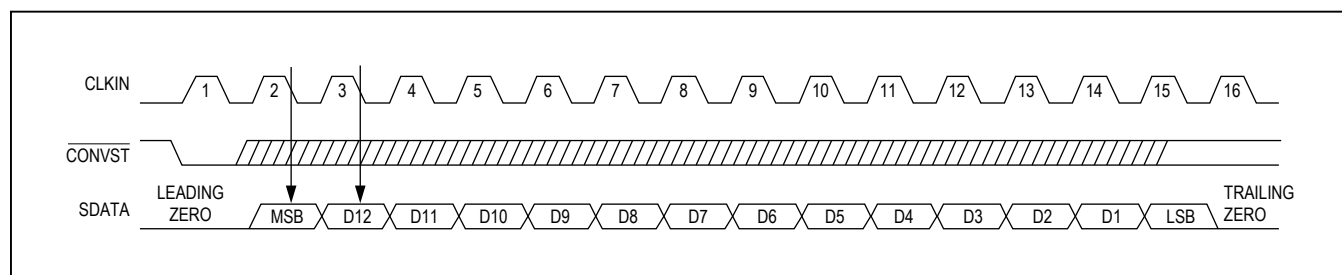 CLKIN 1 2 3 4 5 6 7 8 9 10 11 12 13 14 15 16
CONVST
SDATA LEADING ZERO MSB D12 D11 D10 D9 D8 D7 D6 D5 D4 D3 D2 D1 LSB TRAILING ZERO